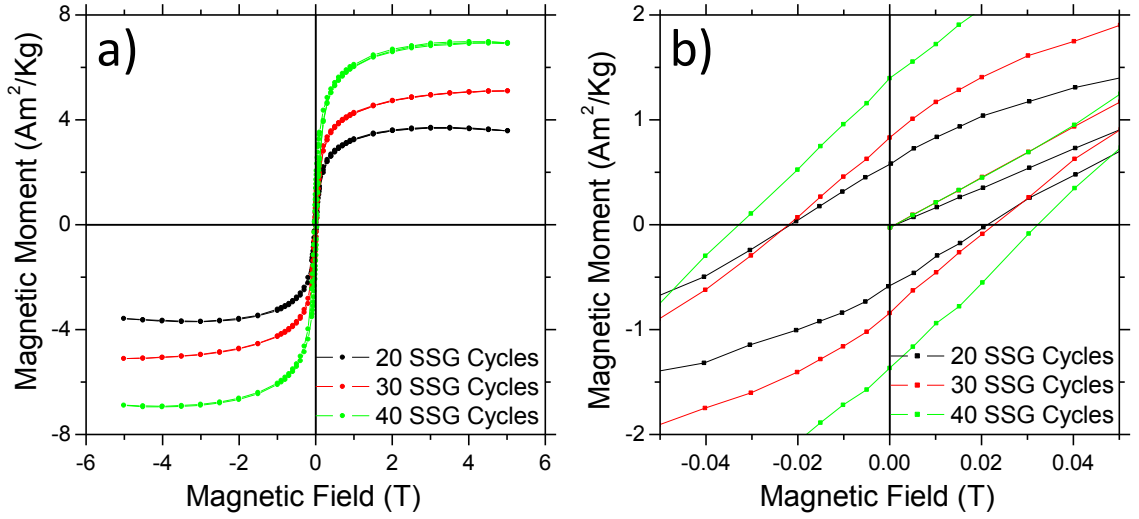 a)
Magnetic Moment (Am²/Kg)
8
4
0
-4
-8
-6 -4 -2 0 2 4 6
Magnetic Field (T)
20 SSG Cycles
30 SSG Cycles
40 SSG Cycles
b)
Magnetic Moment (Am²/Kg)
2
1
0
-1
-2
-0.04 -0.02 0.00 0.02 0.04
Magnetic Field (T)
20 SSG Cycles
30 SSG Cycles
40 SSG Cycles